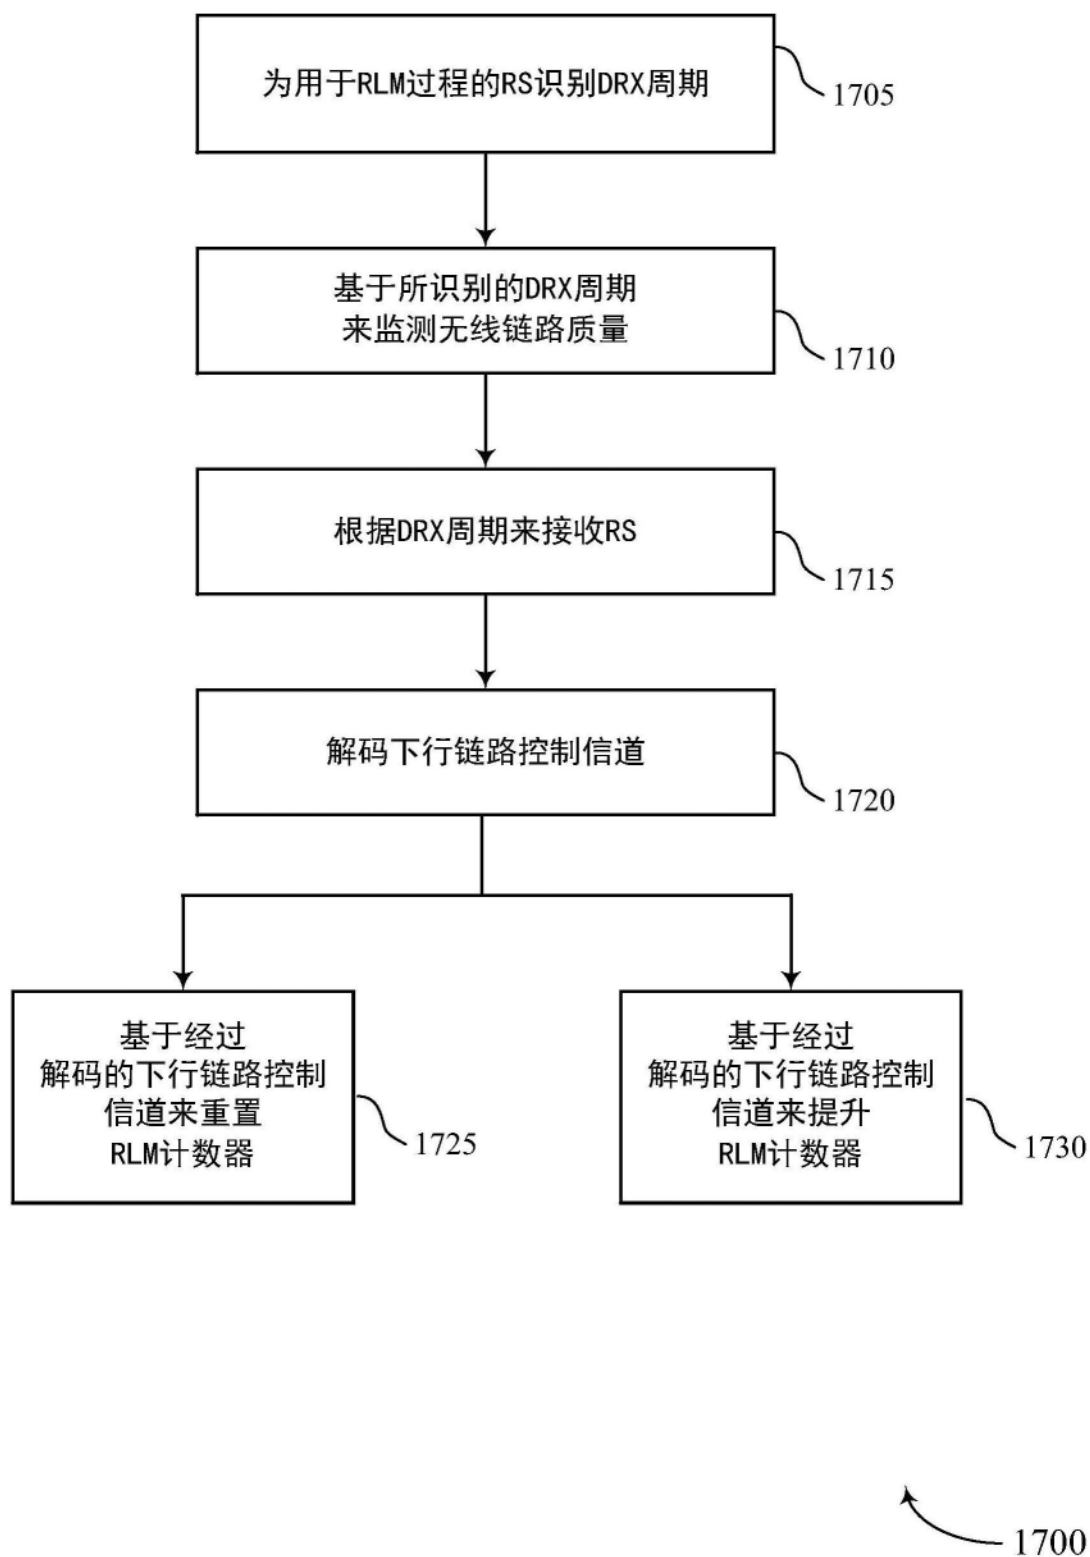 为用于RLM过程的RS识别DRX周期
1705
基于所识别的DRX周期
来监测无线链路质量
1710
根据DRX周期来接收RS
1715
解码下行链路控制信道
1720
基于经过
解码的下行链路控制
信道来重置
RLM计数器
1725
基于经过
解码的下行链路控制
信道来提升
RLM计数器
1730
1700